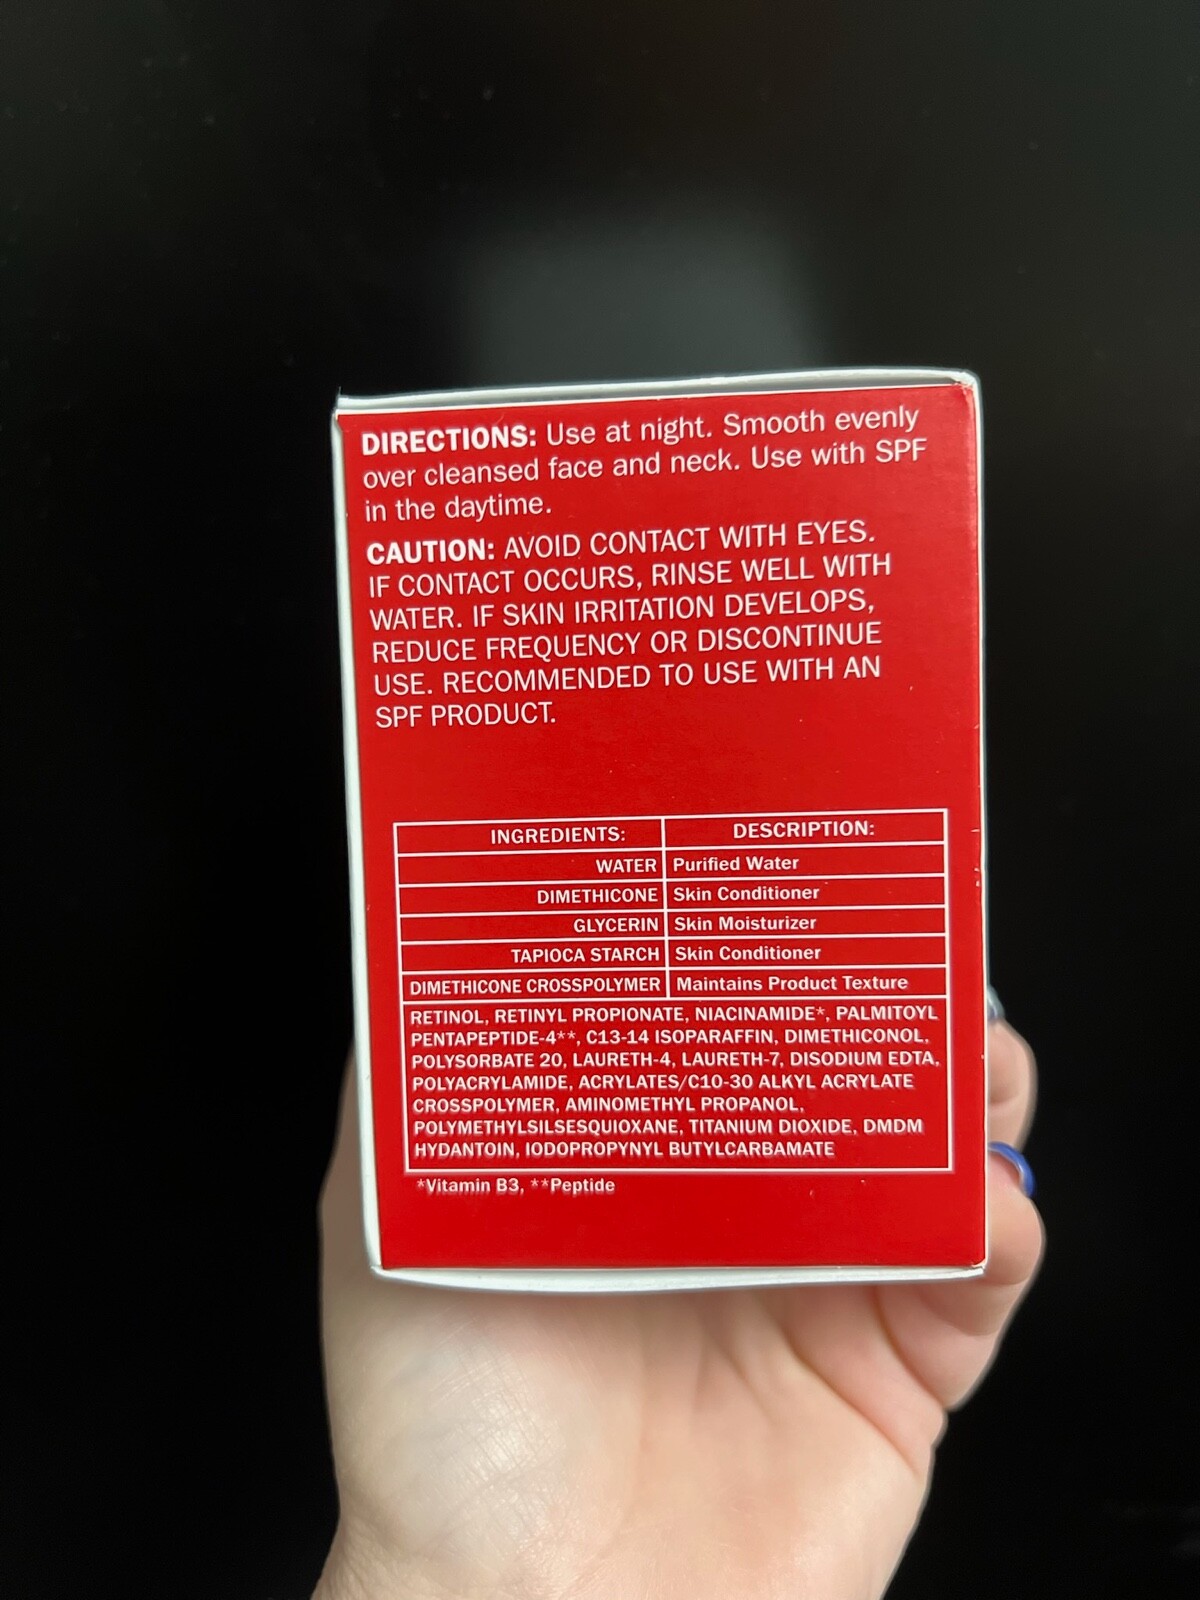 DIRECTIONS: Use at night. Smooth evenly
over cleansed face and neck. Use with SPF
in the daytime.
CAUTION: AVOID CONTACT WITH EYES.
IF CONTACT OCCURS, RINSE WELL WITH
WATER. IF SKIN IRRITATION DEVELOPS,
REDUCE FREQUENCY OR DISCONTINUE
USE. RECOMMENDED TO USE WITH AN
SPF PRODUCT.
INGREDIENTS: DESCRIPTION:
WATER Purified Water
DIMETHICONE Skin Conditioner
GLYCERIN Skin Moisturizer
TAPIOCA STARCH Skin Conditioner
DIMETHICONE CROSSPOLYMER Maintains Product Texture
RETINOL, RETINYL PROPIONATE, NIACINAMIDE*, PALMITOYL
PENTAPEPTIDE-4**, C13-14 ISOPARAFFIN, DIMETHICONOL,
POLYSORBATE 20, LAURETH-4, LAURETH-7, DISODIUM EDTA,
POLYACRYLAMIDE, ACRYLATES/C10-30 ALKYL ACRYLATE
CROSSPOLYMER, AMINOMETHYL PROPANOL,
POLYMETHYLSILSESQUIOXANE, TITANIUM DIOXIDE, DMDM
HYDANTOIN, IODOPROPYNYL BUTYLCARBAMATE
*Vitamin B3, **Peptide